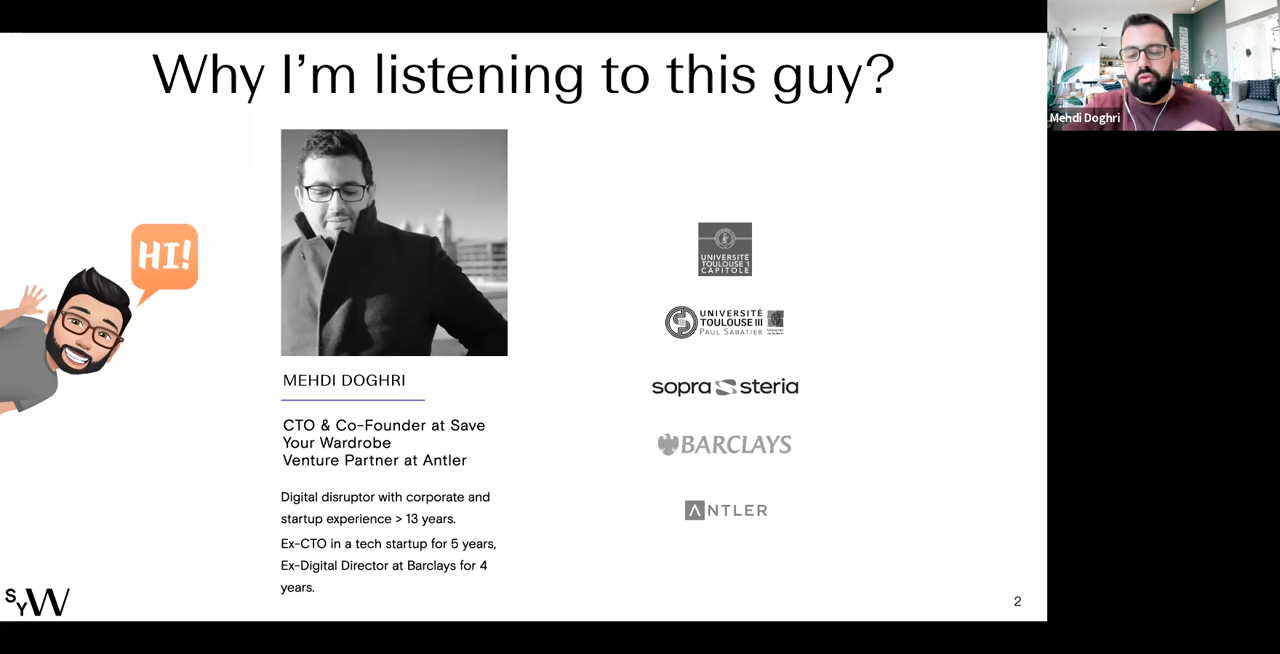 Why I'm listening to this guy?
Mehdi Doghri
HI!
MEHDI DOGHRI
CTO & Co-Founder at Save
Your Wardrobe
Venture Partner at Antler
Digital disruptor with corporate and
startup experience > 13 years.
Ex-CTO in a tech startup for 5 years,
Ex-Digital Director at Barclays for 4
years.
UNIVERSITÉ
TOULOUSE 1
CAPITOLE
UNIVERSITÉ
TOULOUSE III
PAUL SABATIER
sopra steria
BARCLAYS
ANTLER
SYW
2